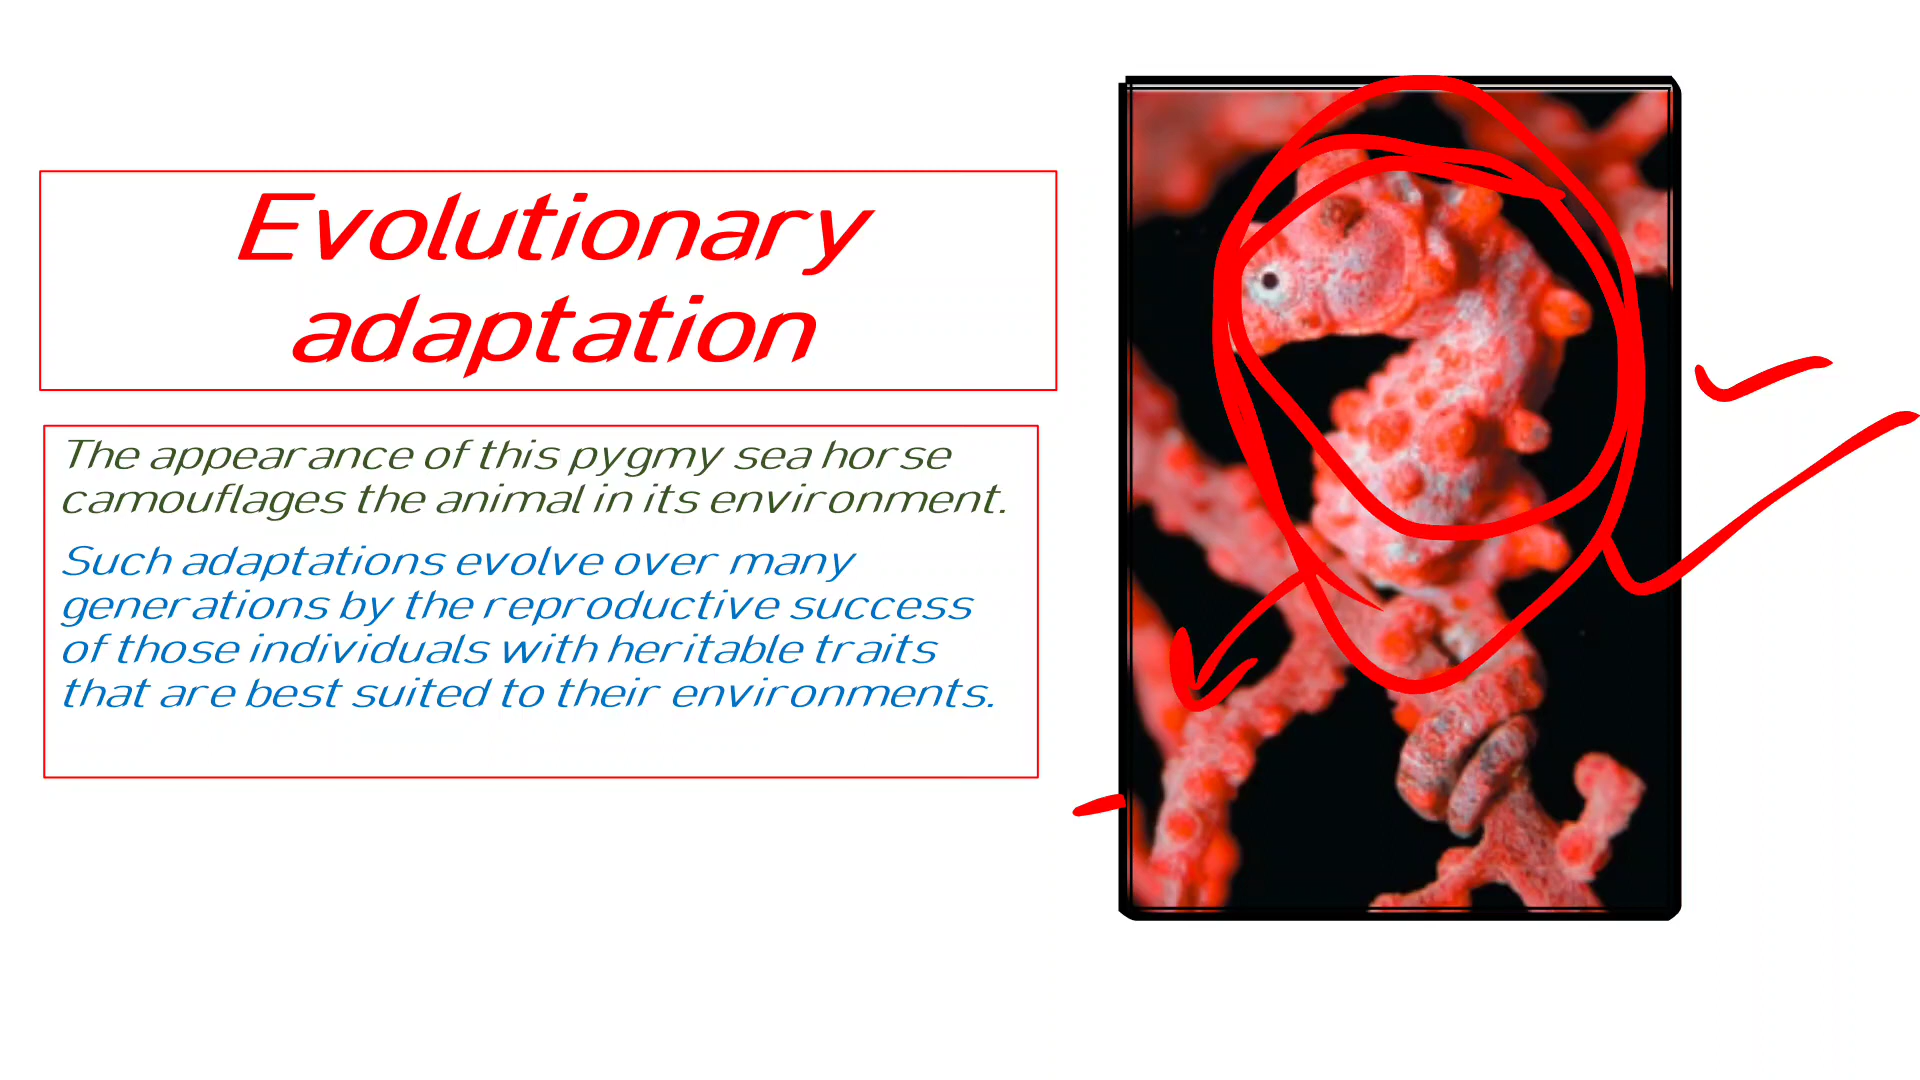 Evolutionary
adaptation
The appearance of this pygmy sea horse
camouflages the animal in its environment.
Such adaptations evolve over many
generations by the reproductive success
of those individuals with heritable traits
that are best suited to their environments.